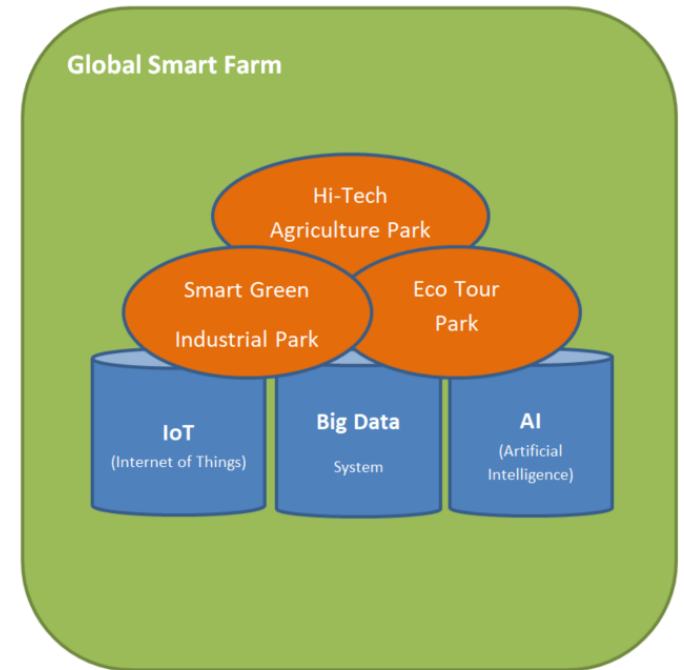 Global Smart Farm
Hi-Tech
Agriculture Park
Smart Green
Industrial Park
Eco Tour
Park
IoT
(Internet of Things)
Big Data
System
AI
(Artificial
Intelligence)